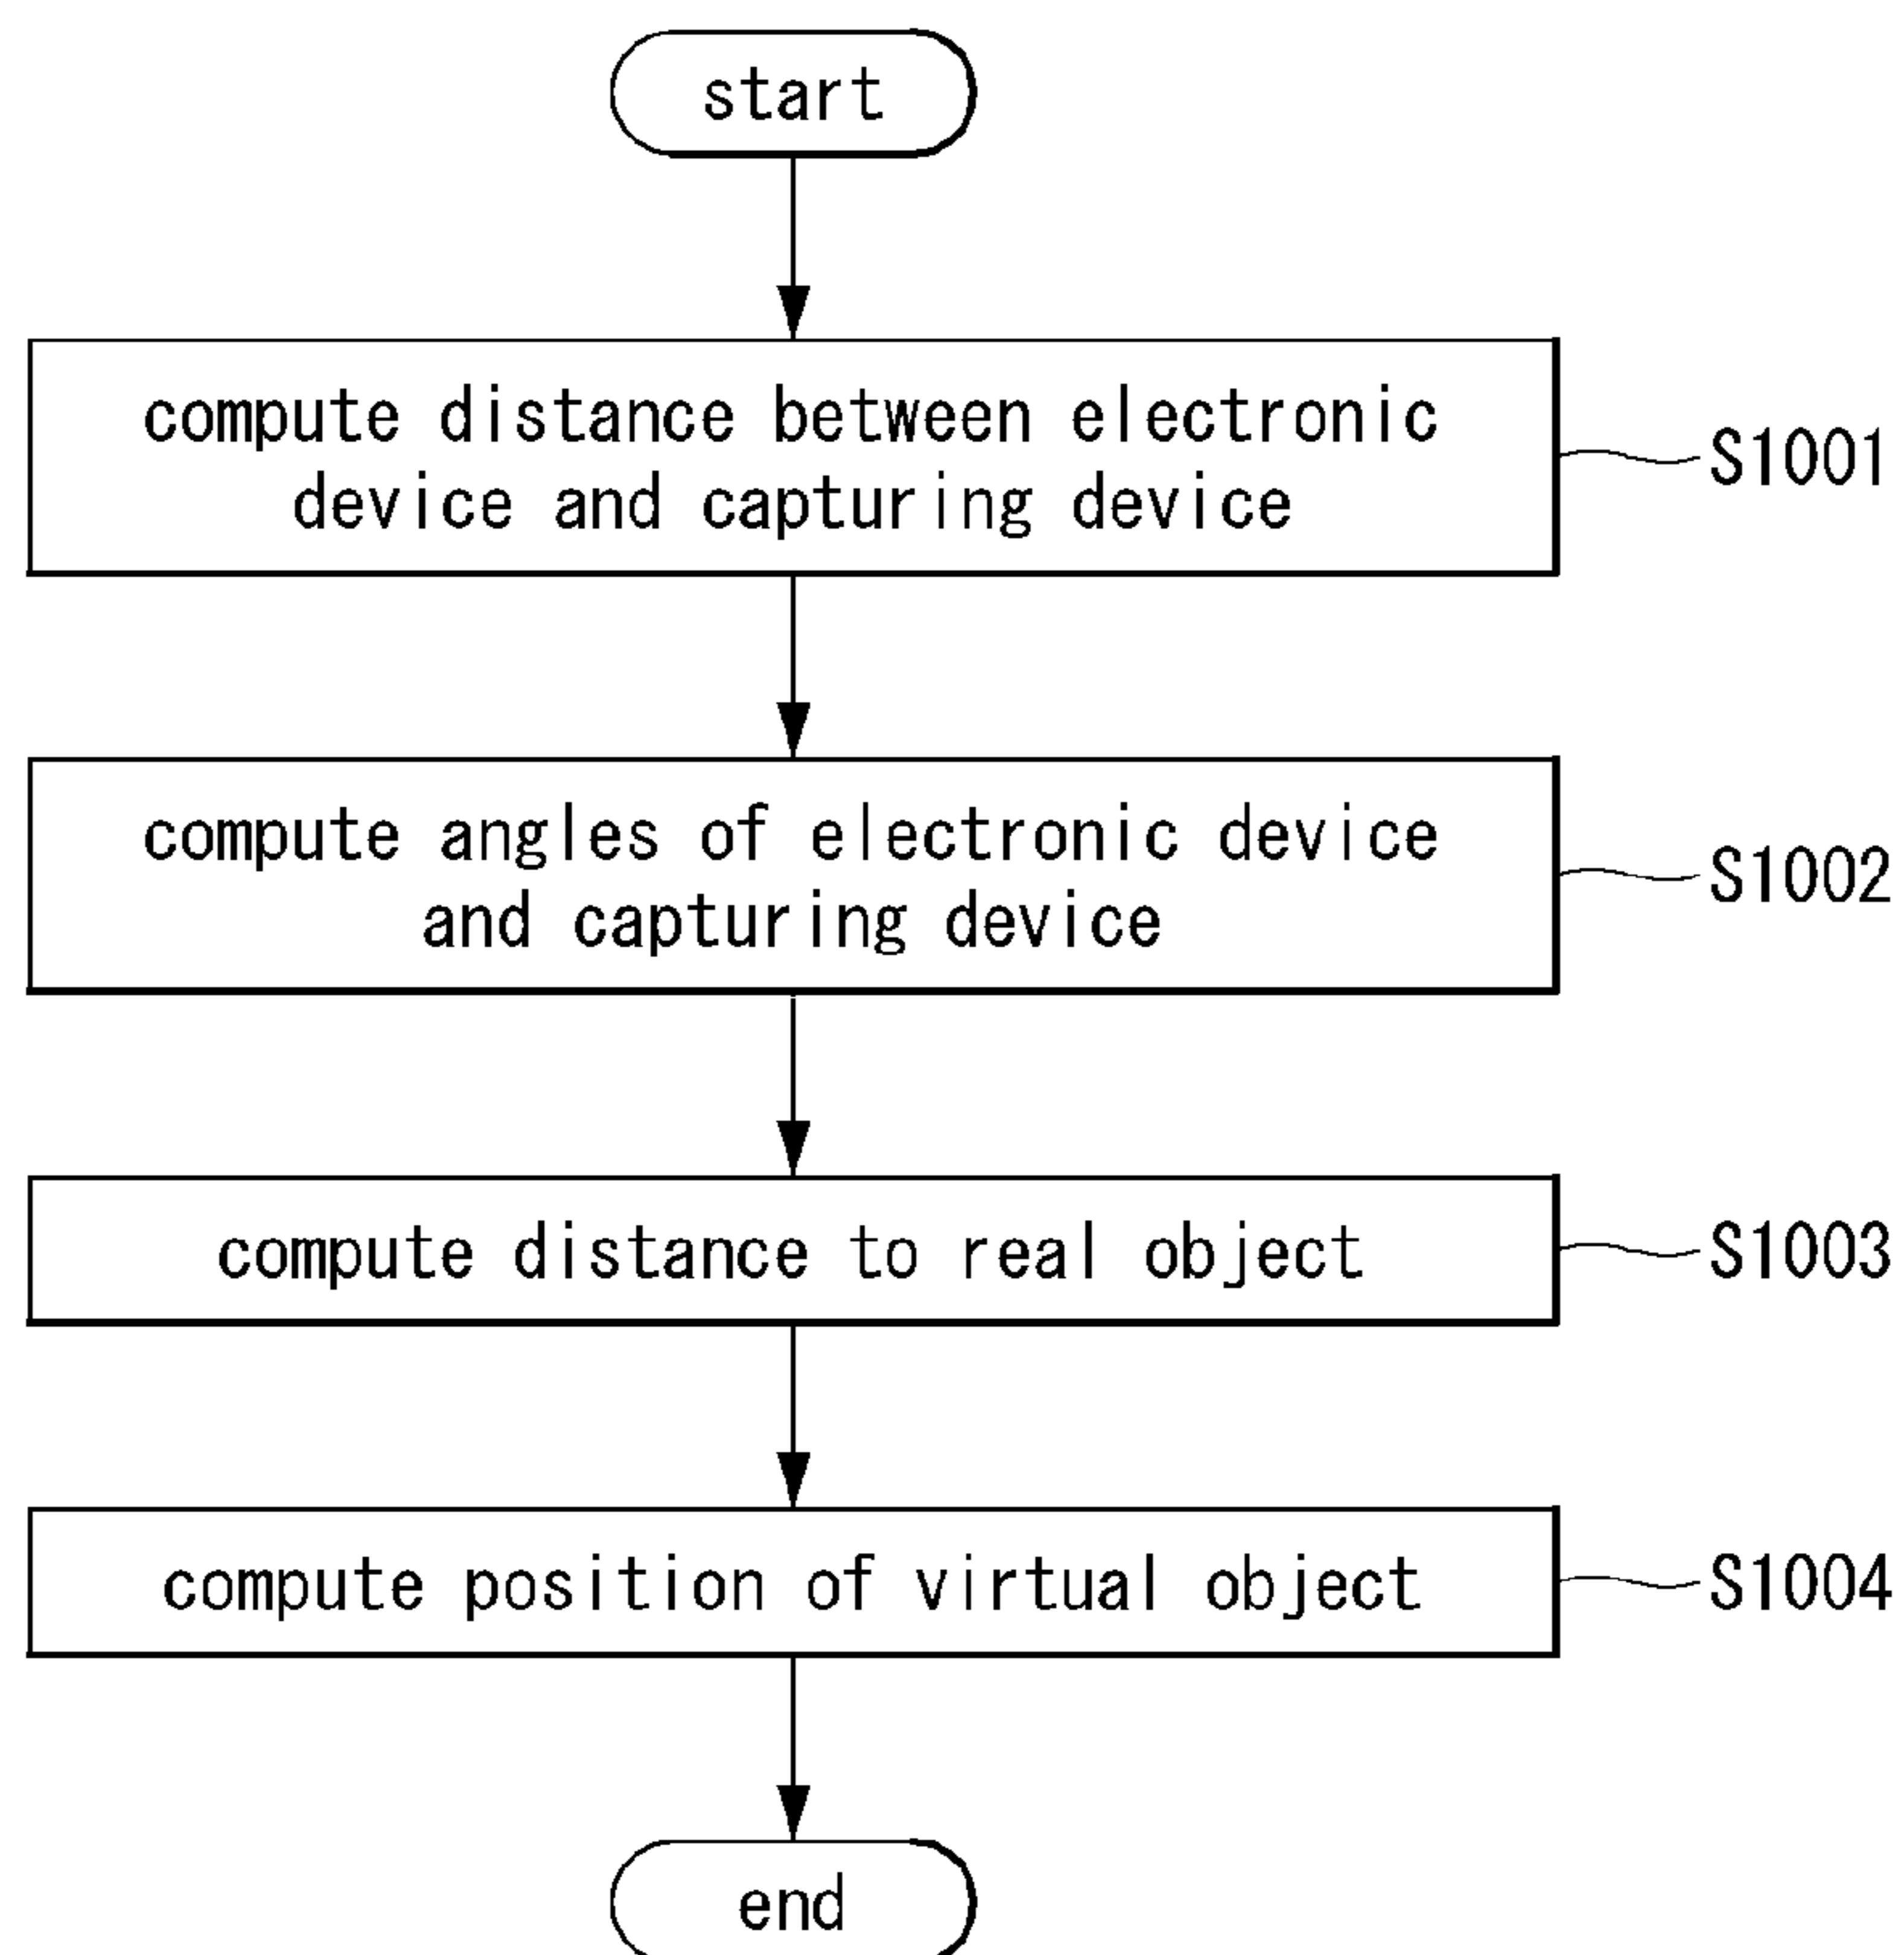 start
compute distance between electronic
device and capturing device
S1001
compute angles of electronic device
and capturing device
S1002
compute distance to real object
S1003
compute position of virtual object
S1004
end